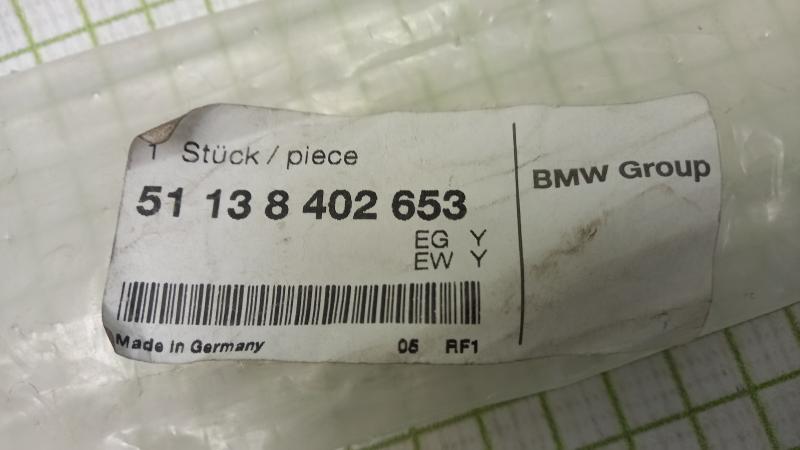 1 Stück / piece
51 13 8 402 653
EG Y
EW Y
Made in Germany 05 RF1
BMW Group